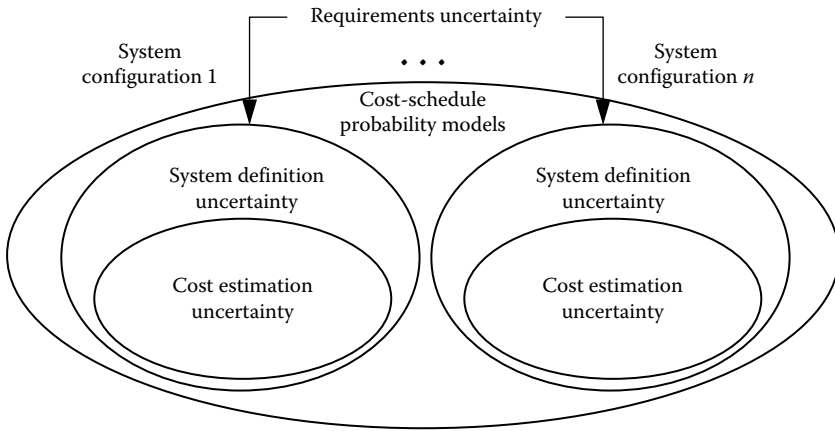 Requirements uncertainty
System
configuration 1
...
System
configuration n
Cost-schedule
probability models
System definition
uncertainty
Cost estimation
uncertainty
System definition
uncertainty
Cost estimation
uncertainty